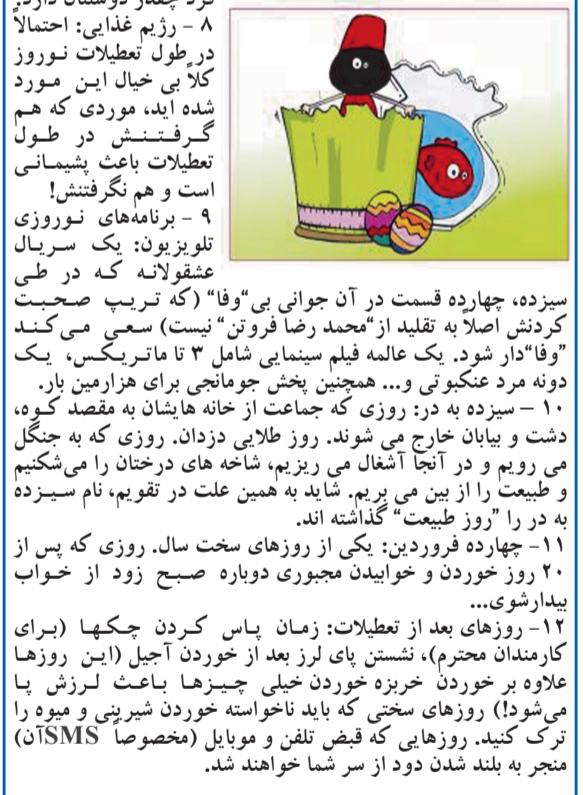 کرد چقدر دوستتان دارد.
۸ - رژیم غذایی: احتمالاً
در طول تعطیلات نوروز
کلاً بی خیال این مورد
شده اید، موردی که هم
گرفتنش در طول
تعطیلات باعث پشیمانی
است و هم نگرفتنش!
۹ - برنامه‌های نوروزی
تلویزیون: یک سریال
عشقولانه که در طی
سیزده، چهارده قسمت در آن جوانی بی"وفا" (که تریپ صحبت
کردنش اصلاً به تقلید از"محمد رضا فروتن" نیست) سعی می کند
"وفا"دار شود. یک عالمه فیلم سینمایی شامل ۳ تا ماتریکس، یک
دونه مرد عنکبوتی و... همچنین پخش جومانجی برای هزارمین بار.
۱۰ – سیزده به در: روزی که جماعت از خانه هایشان به مقصد کوه،
دشت و بیابان خارج می شوند. روز طلایی دزدان. روزی که به جنگل
می رویم و در آنجا آشغال می ریزیم، شاخه های درختان را می‌شکنیم
و طبیعت را از بین می بریم. شاید به همین علت در تقویم، نام سیزده
به در را "روز طبیعت" گذاشته اند.
۱۱- چهارده فروردین: یکی از روزهای سخت سال. روزی که پس از
۲۰ روز خوردن و خوابیدن مجبوری دوباره صبح زود از خواب
بیدارشوی...
۱۲- روزهای بعد از تعطیلات: زمان پاس کردن چکها (برای
کارمندان محترم)، نشستن پای لرز بعد از خوردن آجیل (این روزها
علاوه بر خوردن خربزه خوردن خیلی چیزها باعث لرزش پا
می‌شود!) روزهای سختی که باید ناخواسته خوردن شیرینی و میوه را
ترک کنید. روزهایی که قبض تلفن و موبایل (مخصوصاً SMSآن)
منجر به بلند شدن دود از سر شما خواهند شد.